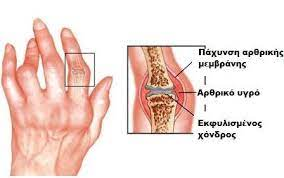 Πάχυνση αρθρικής
μεμβράνης
Αρθρικό υγρό
Εκφυλισμένος
χόνδρος